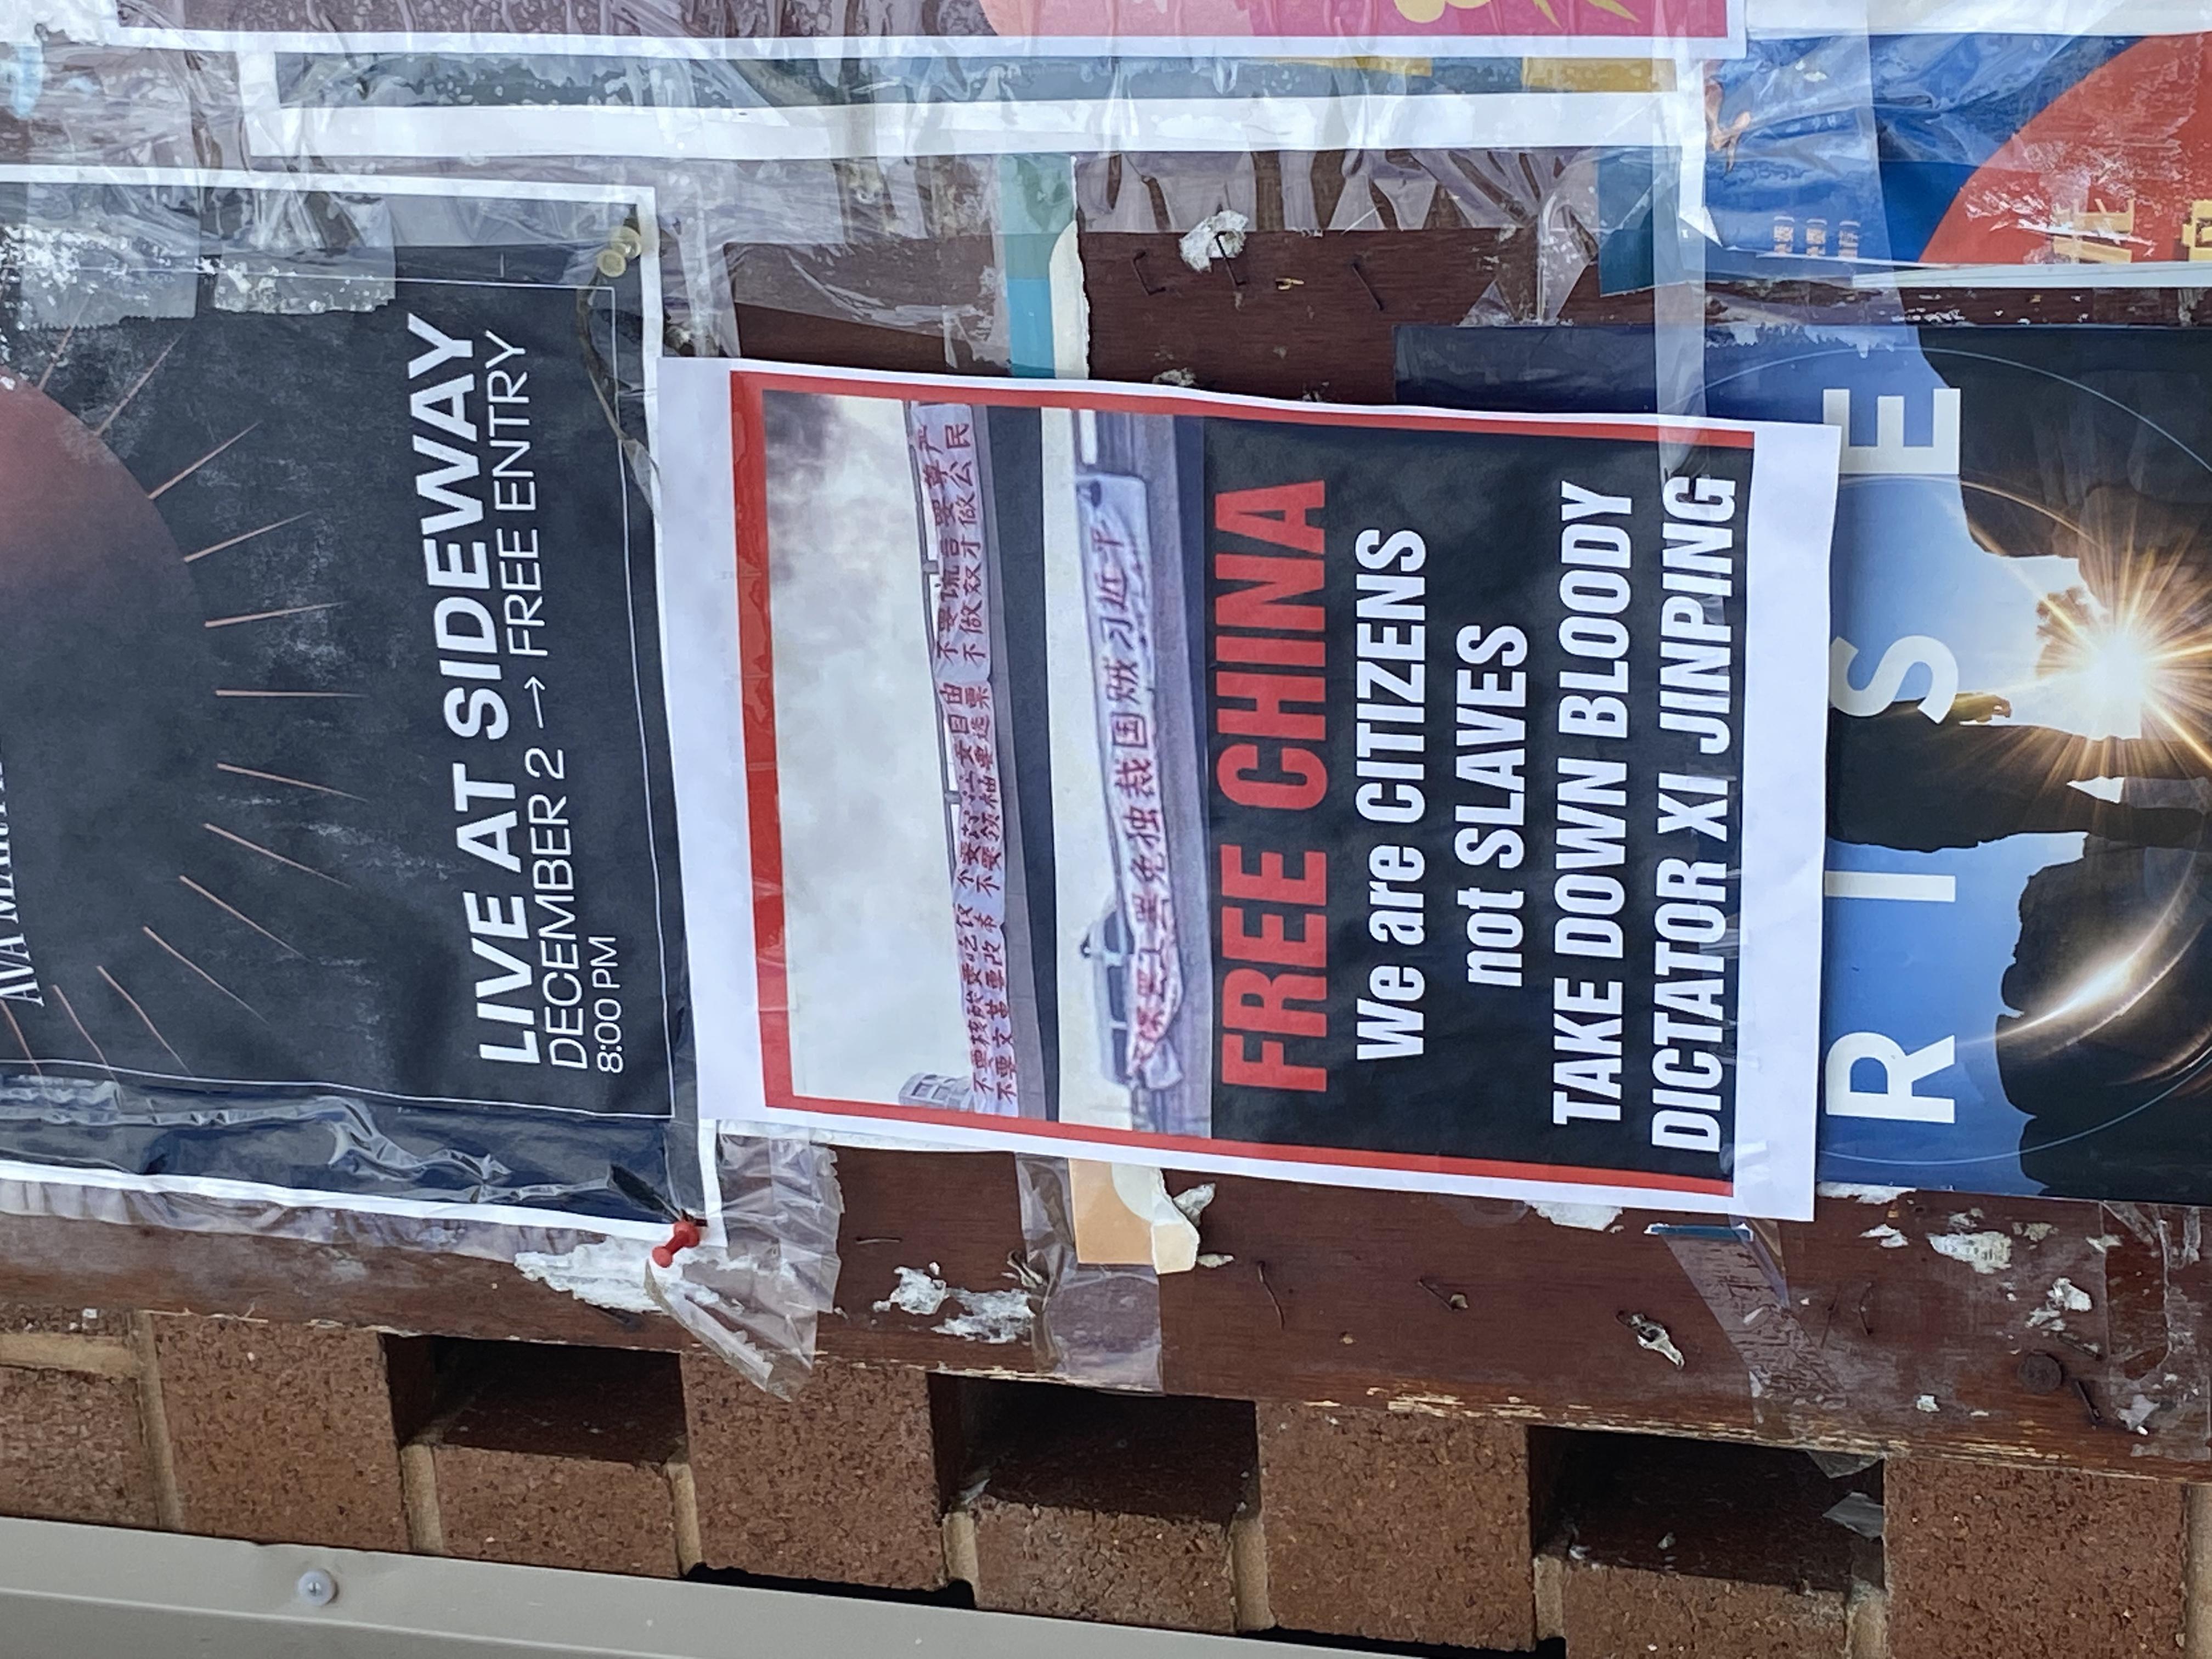 LIVE AT SIDEWAY
DECEMBER 2 → FREE ENTRY
8:00 PM
不要核酸要吃饭 不要封 要自由 不要谎言要尊严
不要文革要改革 不要领袖要选票 不做奴才做公民
罢免独裁国贼习近平
FREE CHINA
We are CITIZENS
not SLAVES
TAKE DOWN BLOODY
DICTATOR XI JINPING
RISE